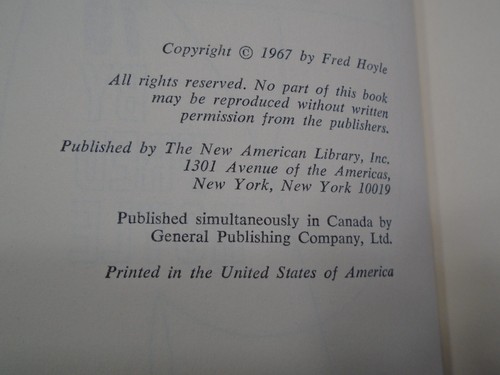 Copyright © 1967 by Fred Hoyle
All rights reserved. No part of this book
may be reproduced without written
permission from the publishers.
Published by The New American Library, Inc.
1301 Avenue of the Americas,
New York, New York 10019
Published simultaneously in Canada by
General Publishing Company, Ltd.
Printed in the United States of America